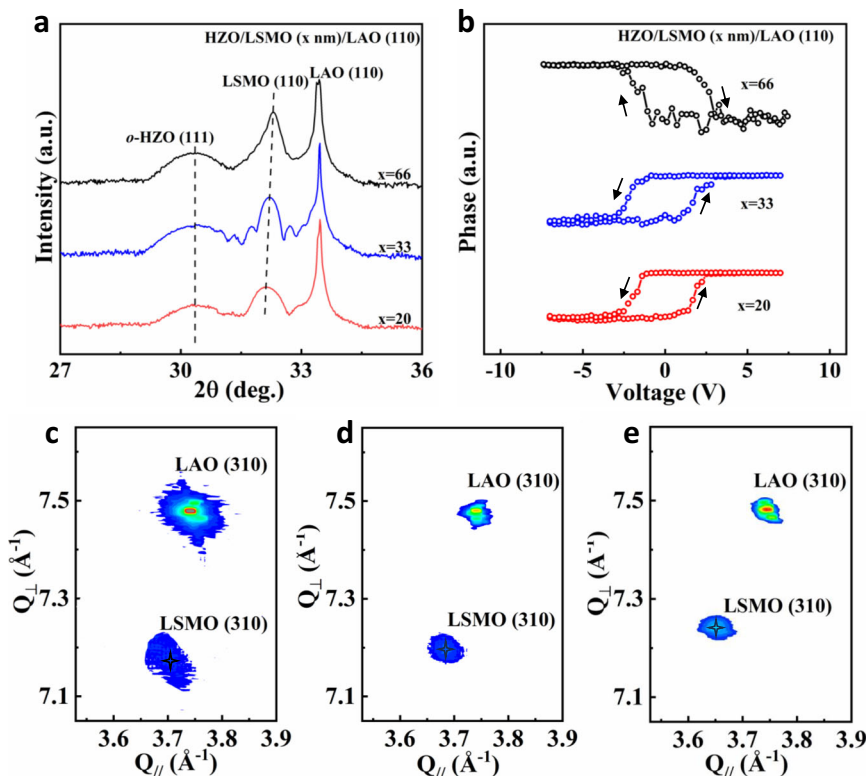 a
HZO/LSMO (x nm)/LAO (110)
LAO (110)
LSMO (110)
o-HZO (111)
x=66
x=33
x=20
Intensity (a.u.)
27 30 33 36
2θ (deg.)
b
HZO/LSMO (x nm)/LAO (110)
x=66
x=33
x=20
Phase (a.u.)
-10 -5 0 5 10
Voltage (V)
c
LAO (310)
LSMO (310)
7.5
7.3
7.1
Q⊥ (Å⁻¹)
3.6 3.7 3.8 3.9
Q// (Å⁻¹)
d
LAO (310)
LSMO (310)
7.5
7.3
7.1
Q⊥ (Å⁻¹)
3.6 3.7 3.8 3.9
Q// (Å⁻¹)
e
LAO (310)
LSMO (310)
7.5
7.3
7.1
Q⊥ (Å⁻¹)
3.6 3.7 3.8 3.9
Q// (Å⁻¹)